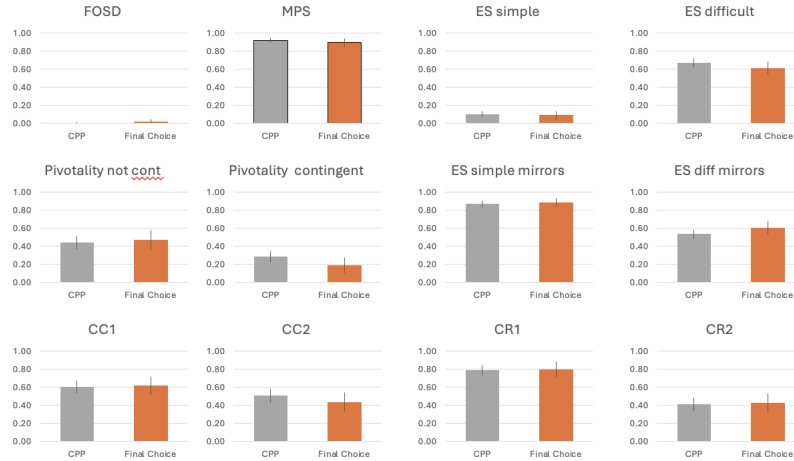 FOSD
MPS
ES simple
ES difficult
1.00
0.80
0.60
0.40
0.20
0.00
CPP
Final Choice
1.00
0.80
0.60
0.40
0.20
0.00
CPP
Final Choice
1.00
0.80
0.60
0.40
0.20
0.00
CPP
Final Choice
1.00
0.80
0.60
0.40
0.20
0.00
CPP
Final Choice
Pivotality not cont
Pivotality contingent
ES simple mirrors
ES diff mirrors
1.00
0.80
0.60
0.40
0.20
0.00
CPP
Final Choice
1.00
0.80
0.60
0.40
0.20
0.00
CPP
Final Choice
1.00
0.80
0.60
0.40
0.20
0.00
CPP
Final Choice
1.00
0.80
0.60
0.40
0.20
0.00
CPP
Final Choice
CC1
CC2
CR1
CR2
1.00
0.80
0.60
0.40
0.20
0.00
CPP
Final Choice
1.00
0.80
0.60
0.40
0.20
0.00
CPP
Final Choice
1.00
0.80
0.60
0.40
0.20
0.00
CPP
Final Choice
1.00
0.80
0.60
0.40
0.20
0.00
CPP
Final Choice